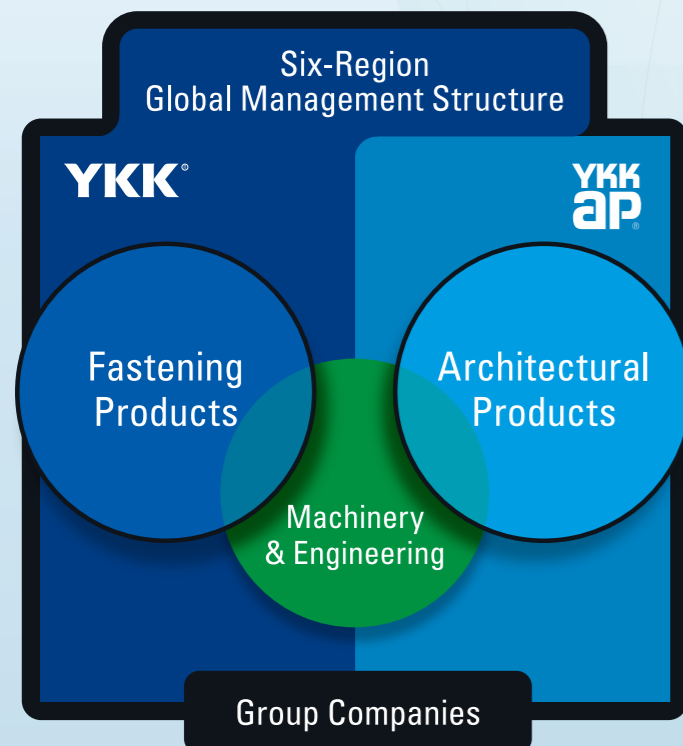 Six-Region
Global Management Structure
YKK®
YKK
ap®
Fastening
Products
Architectural
Products
Machinery
& Engineering
Group Companies